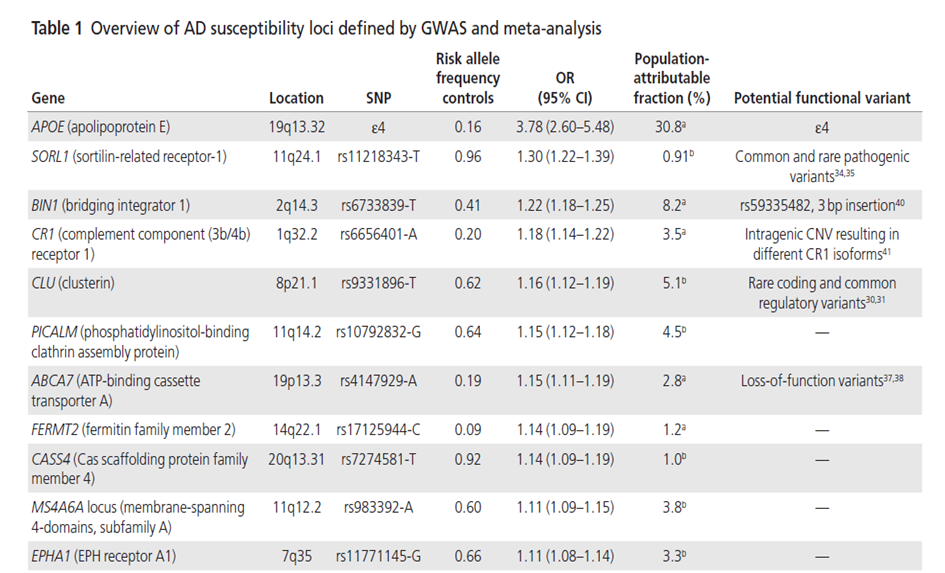 Table 1 Overview of AD susceptibility loci defined by GWAS and meta-analysis
Gene Location SNP Risk allele frequency controls OR (95% CI) Population-attributable fraction (%) Potential functional variant
APOE (apolipoprotein E) 19q13.32 ε4 0.16 3.78 (2.60–5.48) 30.8ᵃ ε4
SORL1 (sortilin-related receptor-1) 11q24.1 rs11218343-T 0.96 1.30 (1.22–1.39) 0.91ᵇ Common and rare pathogenic
variants³⁴,³⁵
BIN1 (bridging integrator 1) 2q14.3 rs6733839-T 0.41 1.22 (1.18–1.25) 8.2ᵃ rs59335482, 3 bp insertion⁴⁰
CR1 (complement component (3b/4b) 1q32.2 rs6656401-A 0.20 1.18 (1.14–1.22) 3.5ᵃ Intragenic CNV resulting in
receptor 1) different CR1 isoforms⁴¹
CLU (clusterin) 8p21.1 rs9331896-T 0.62 1.16 (1.12–1.19) 5.1ᵇ Rare coding and common
regulatory variants³⁰,³¹
PICALM (phosphatidylinositol-binding 11q14.2 rs10792832-G 0.64 1.15 (1.12–1.18) 4.5ᵇ —
clathrin assembly protein)
ABCA7 (ATP-binding cassette 19p13.3 rs4147929-A 0.19 1.15 (1.11–1.19) 2.8ᵃ Loss-of-function variants³⁷,³⁸
transporter A)
FERMT2 (fermitin family member 2) 14q22.1 rs17125944-C 0.09 1.14 (1.09–1.19) 1.2ᵃ —
CASS4 (Cas scaffolding protein family 20q13.31 rs7274581-T 0.92 1.14 (1.09–1.19) 1.0ᵇ —
member 4)
MS4A6A locus (membrane-spanning 11q12.2 rs983392-A 0.60 1.11 (1.09–1.15) 3.8ᵇ —
4-domains, subfamily A)
EPHA1 (EPH receptor A1) 7q35 rs11771145-G 0.66 1.11 (1.08–1.14) 3.3ᵇ —